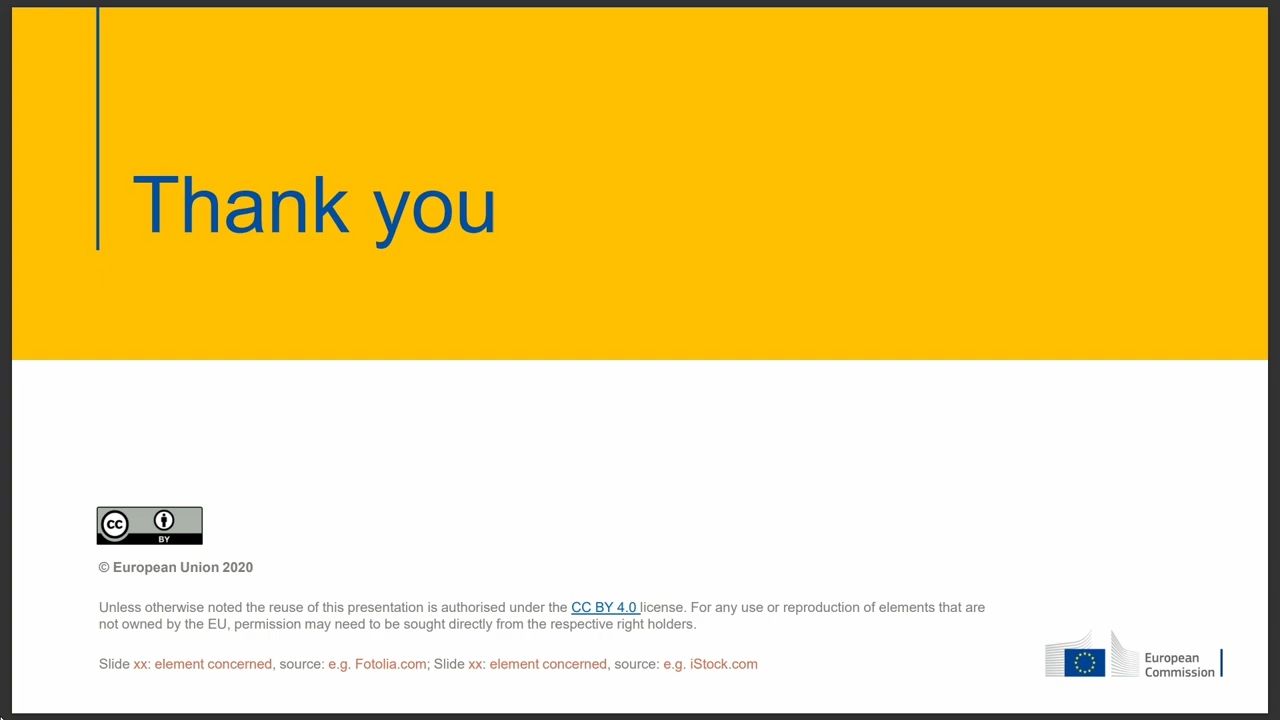 Thank you
cc
BY
© European Union 2020
Unless otherwise noted the reuse of this presentation is authorised under the CC BY 4.0 license. For any use or reproduction of elements that are
not owned by the EU, permission may need to be sought directly from the respective right holders.
Slide xx: element concerned, source: e.g. Fotolia.com; Slide xx: element concerned, source: e.g. iStock.com
European
Commission